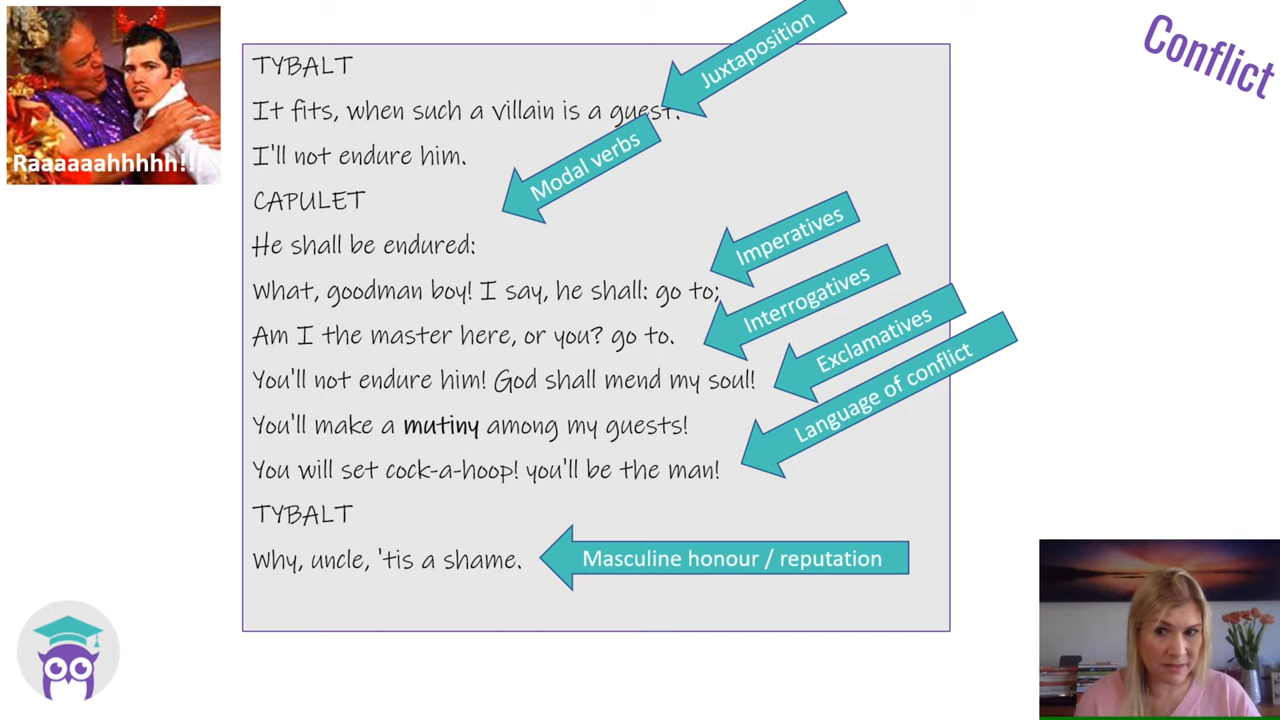 Conflict
Raaaaaahhhhh!!!
TYBALT
It fits, when such a villain is a guest:
I'll not endure him.
CAPULET
He shall be endured:
What, goodman boy! I say, he shall: go to;
Am I the master here, or you? go to.
You'll not endure him! God shall mend my soul!
You'll make a mutiny among my guests!
You will set cock-a-hoop! you'll be the man!
TYBALT
Why, uncle, 'tis a shame.
Juxtaposition
Modal verbs
Imperatives
Interrogatives
Exclamatives
Language of conflict
Masculine honour / reputation